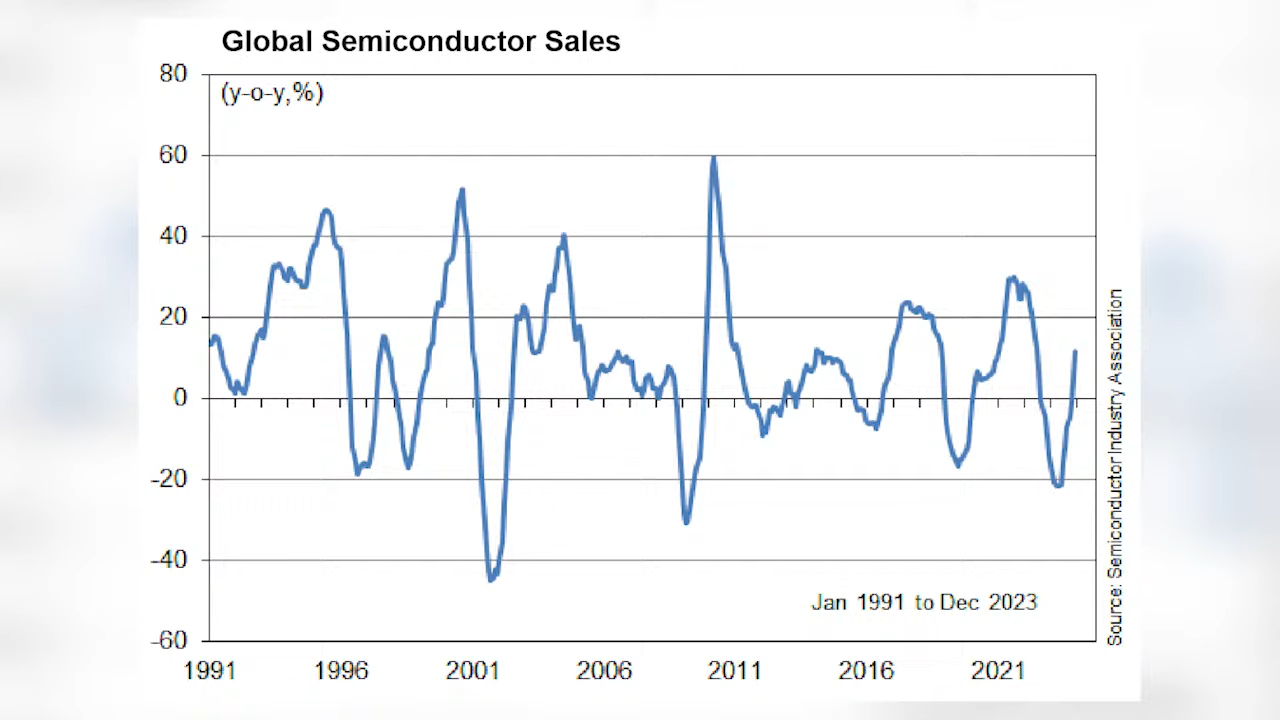 Global Semiconductor Sales
80
(y-o-y,%)
60
40
20
0
-20
-40
Jan 1991 to Dec 2023
-60
1991 1996 2001 2006 2011 2016 2021
Source: Semiconductor Industry Association